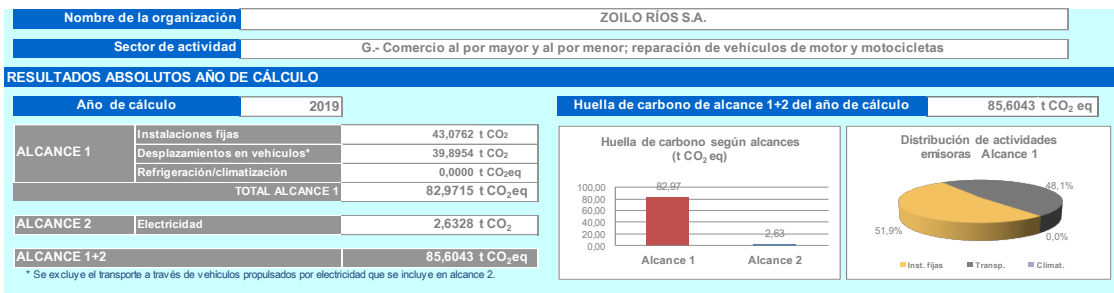 Nombre de la organización ZOILO RÍOS S.A.
Sector de actividad G.- Comercio al por mayor y al por menor; reparación de vehículos de motor y motocicletas
RESULTADOS ABSOLUTOS AÑO DE CÁLCULO
Año de cálculo 2019
Huella de carbono de alcance 1+2 del año de cálculo 85,6043 t CO₂ eq
ALCANCE 1
Instalaciones fijas 43,0762 t CO₂
Desplazamientos en vehículos* 39,8954 t CO₂
Refrigeración/climatización 0,0000 t CO₂eq
TOTAL ALCANCE 1 82,9715 t CO₂eq
ALCANCE 2 Electricidad 2,6328 t CO₂
ALCANCE 1+2 85,6043 t CO₂eq
* Se excluye el transporte a través de vehículos propulsados por electricidad que se incluye en alcance 2.
Huella de carbono según alcances
(t CO₂ eq)
100,00
80,00
60,00
40,00
20,00
0,00
82,97
2,63
Alcance 1 Alcance 2
Distribución de actividades
emisoras Alcance 1
48,1%
51,9%
0,0%
Inst. fijas Transp. Climat.